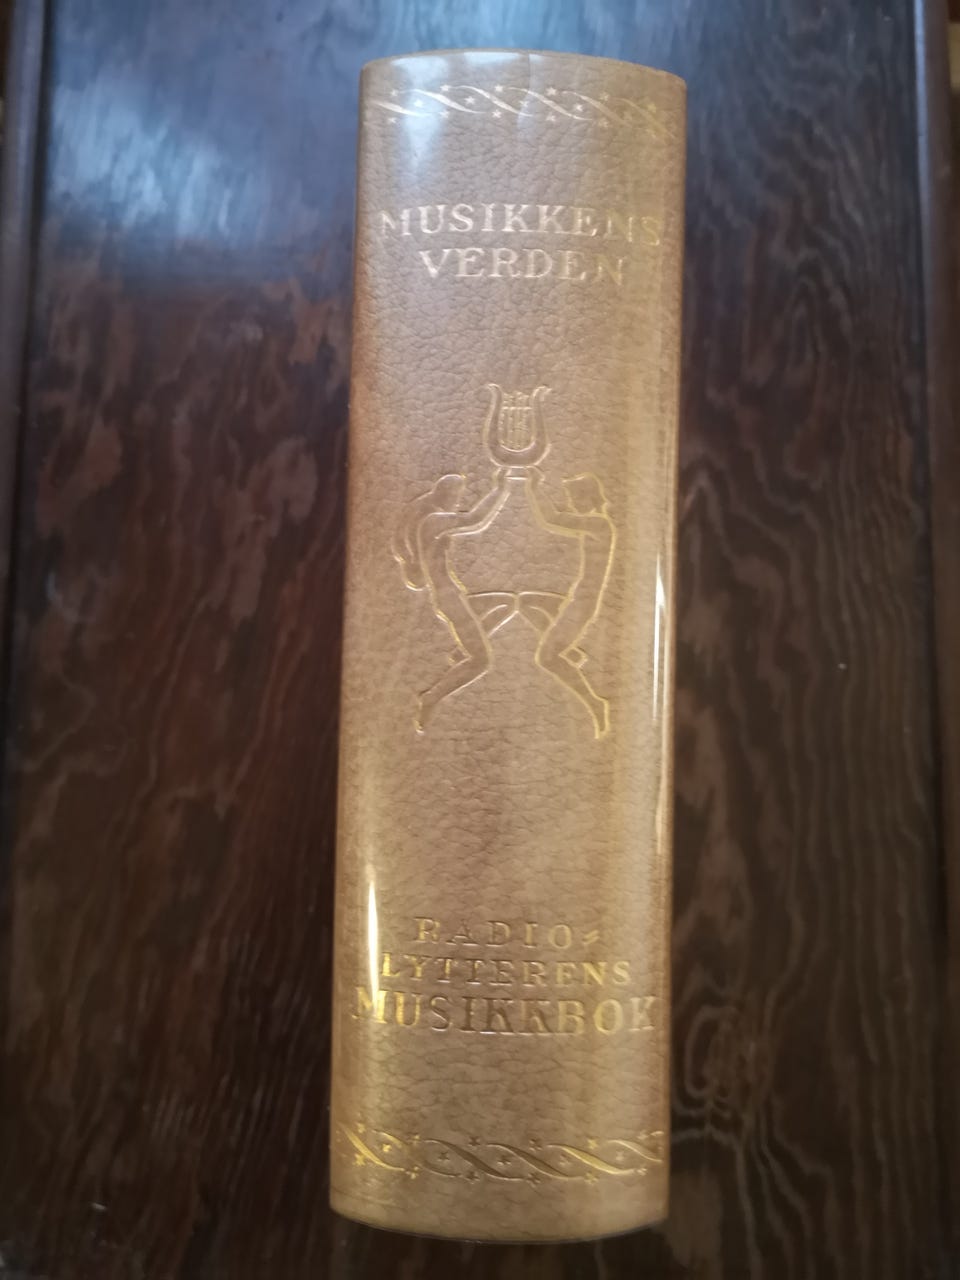 MUSIKKENS
VERDEN
RADIO=
LYTTERENS
MUSIKKBOK